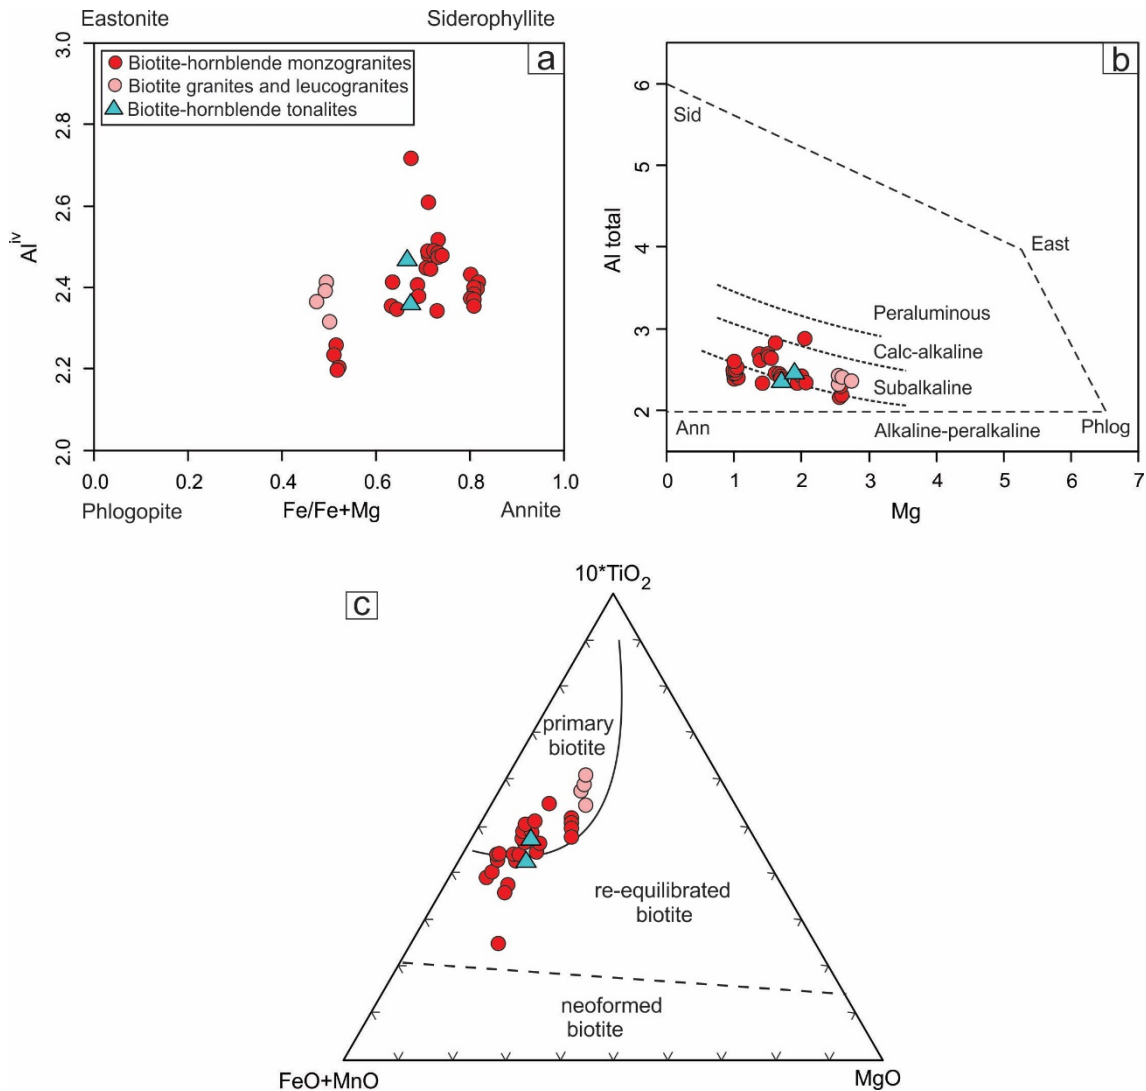 Eastonite Siderophyllite
a
Biotite-hornblende monzogranites
Biotite granites and leucogranites
Biotite-hornblende tonalites
3.0
2.8
2.6
2.4
2.2
2.0
Al^iv
0.0 0.2 0.4 0.6 0.8 1.0
Phlogopite Fe/Fe+Mg Annite
b
6
5
4
3
2
Al total
Sid
East
Peraluminous
Calc-alkaline
Subalkaline
Ann Alkaline-peralkaline Phlog
0 1 2 3 4 5 6 7
Mg
c
10*TiO₂
primary
biotite
re-equilibrated
biotite
neoformed
biotite
FeO+MnO MgO